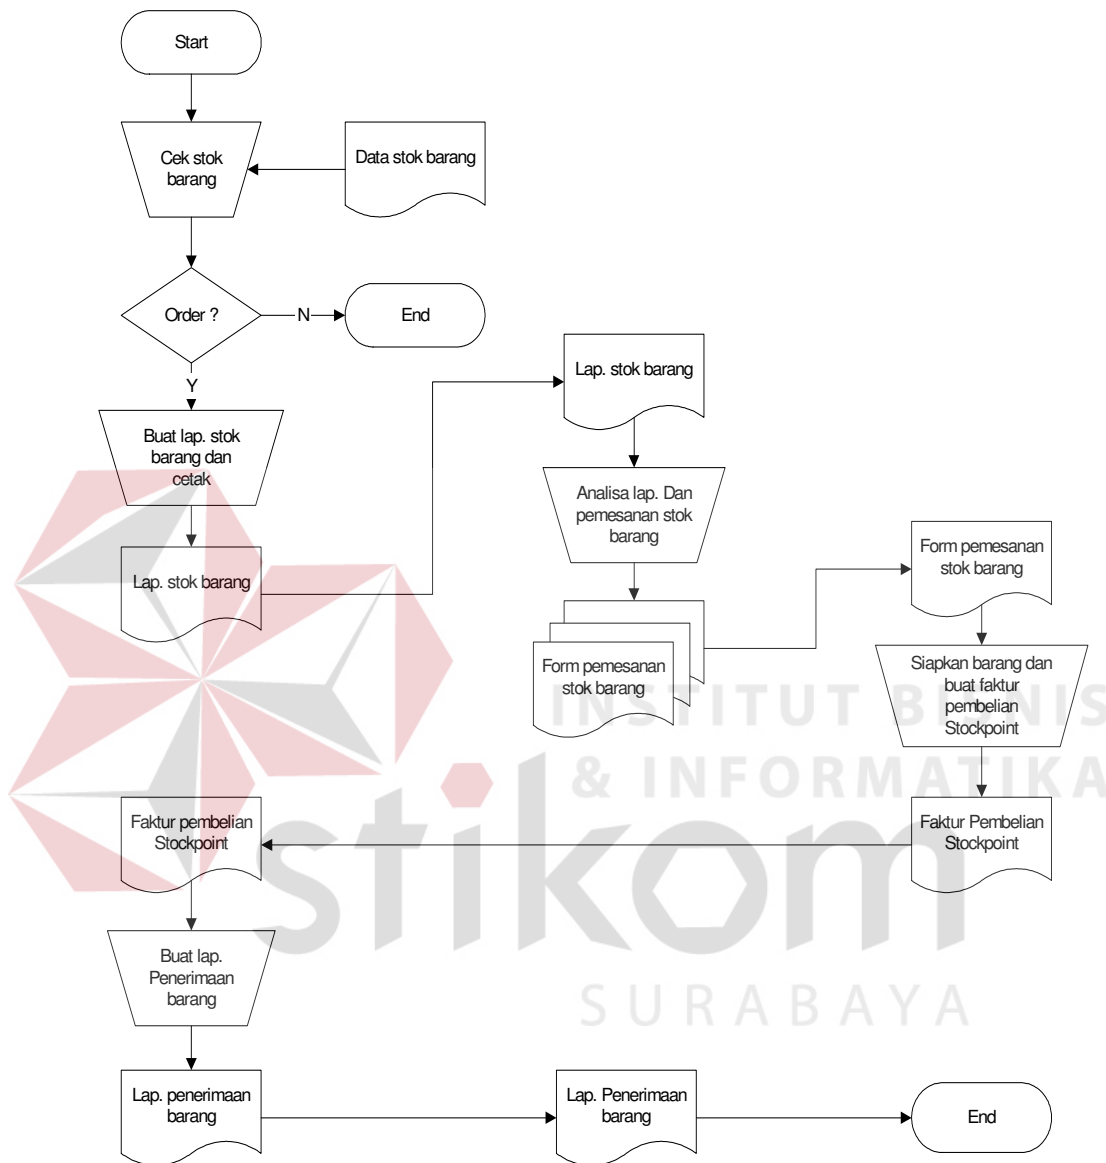 Start
Cek stok
barang
Data stok barang
Order ?
N
End
Y
Buat lap. stok
barang dan
cetak
Lap. stok barang
Lap. stok barang
Analisa lap. Dan
pemesanan stok
barang
Form pemesanan
stok barang
Form pemesanan
stok barang
Siapkan barang dan
buat faktur
pembelian
Stockpoint
Faktur Pembelian
Stockpoint
Faktur pembelian
Stockpoint
Buat lap.
Penerimaan
barang
Lap. penerimaan
barang
Lap. Penerimaan
barang
End
INSTITUT BISNIS
& INFORMATIKA
stikom
SURABAYA